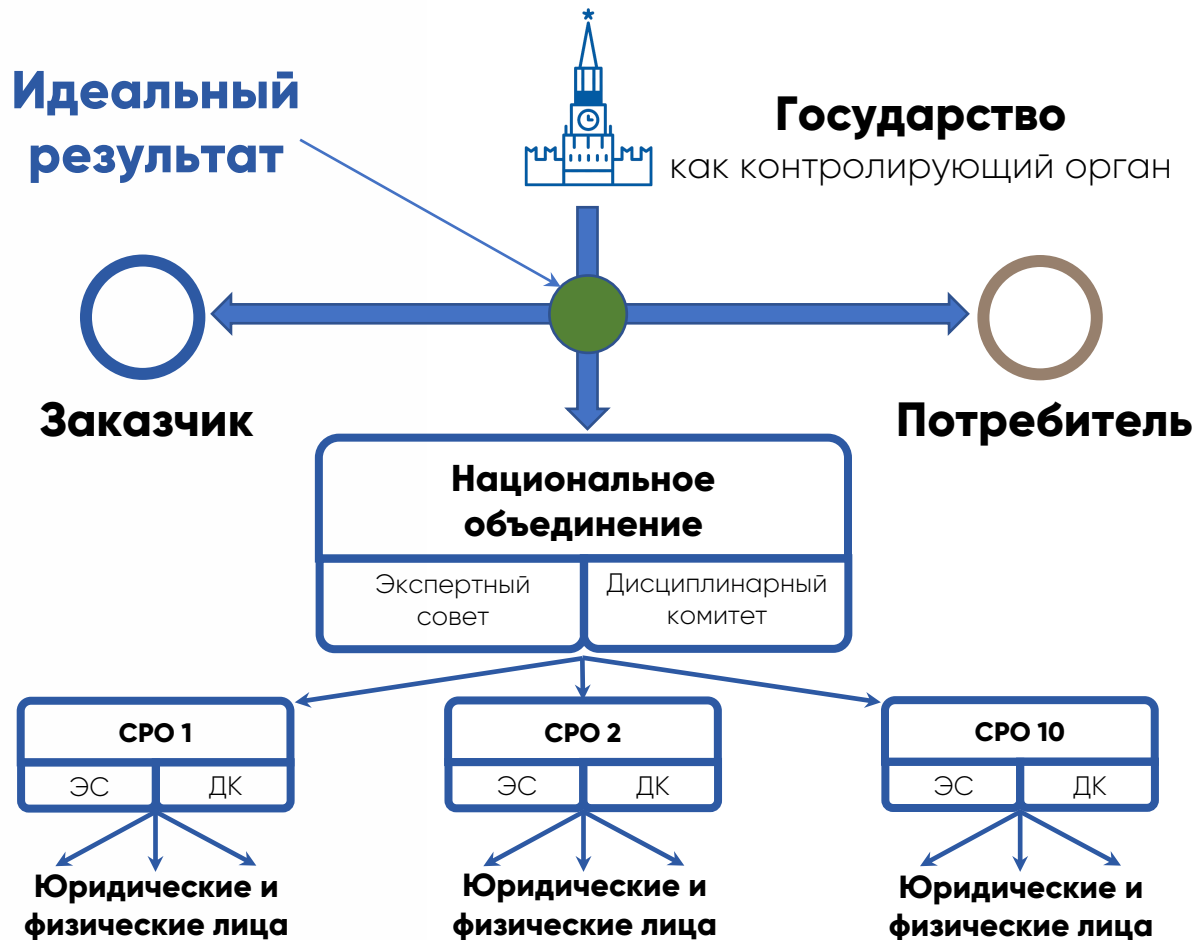 Идеальный
результат
Государство
как контролирующий орган
Заказчик
Потребитель
Национальное
объединение
Экспертный
совет
Дисциплинарный
комитет
СРО 1
ЭС
ДК
СРО 2
ЭС
ДК
СРО 10
ЭС
ДК
Юридические и
физические лица
Юридические и
физические лица
Юридические и
физические лица